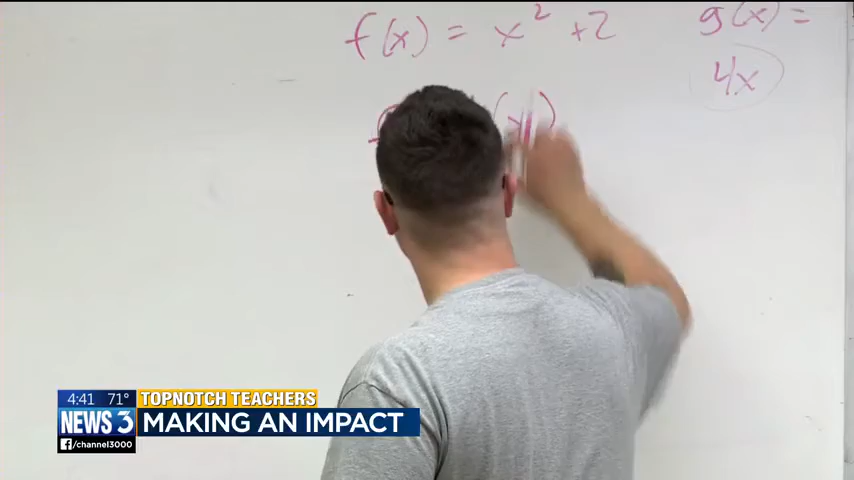 f(x) = x² + 2
g(x) =
4x
(x)
4:41 71°
TOPNOTCH TEACHERS
NEWS 3
MAKING AN IMPACT
/channel3000